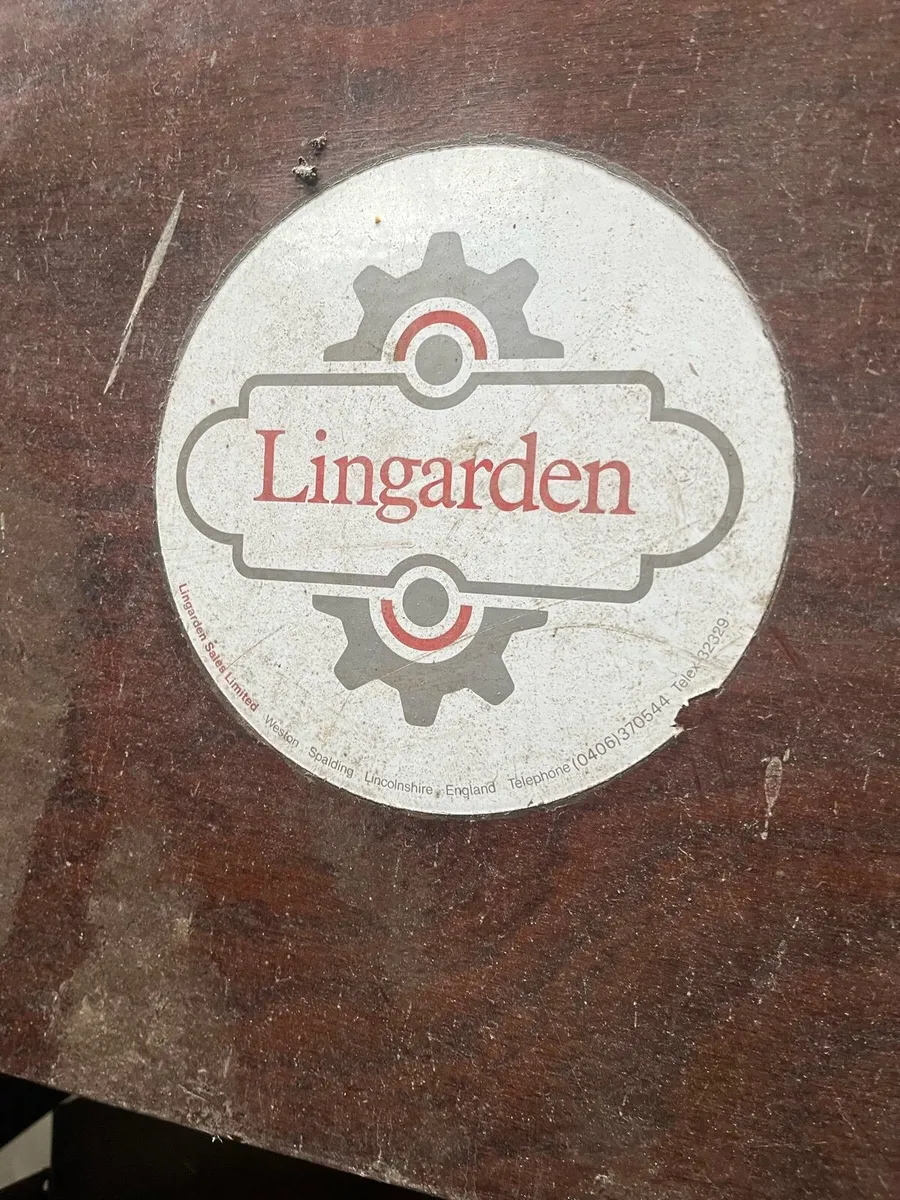 Lingarden
Lingarden Sales Limited Weston Spalding Lincolnshire England Telephone (0406)370544 Telex 32329